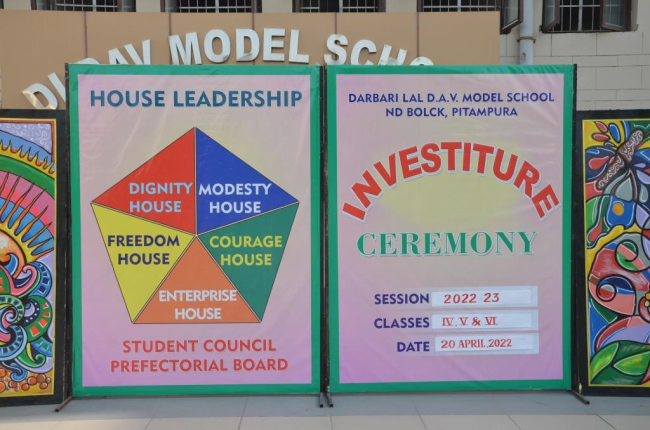 DL DAV MODEL SCHO
HOUSE LEADERSHIP
DIGNITY
HOUSE
MODESTY
HOUSE
FREEDOM
HOUSE
COURAGE
HOUSE
ENTERPRISE
HOUSE
STUDENT COUNCIL
PREFECTORIAL BOARD
DARBARI LAL D.A.V. MODEL SCHOOL
ND BOLCK, PITAMPURA
INVESTITURE
CEREMONY
SESSION 2022 23
CLASSES IV. V & VI
DATE 20 APRIL.,2022